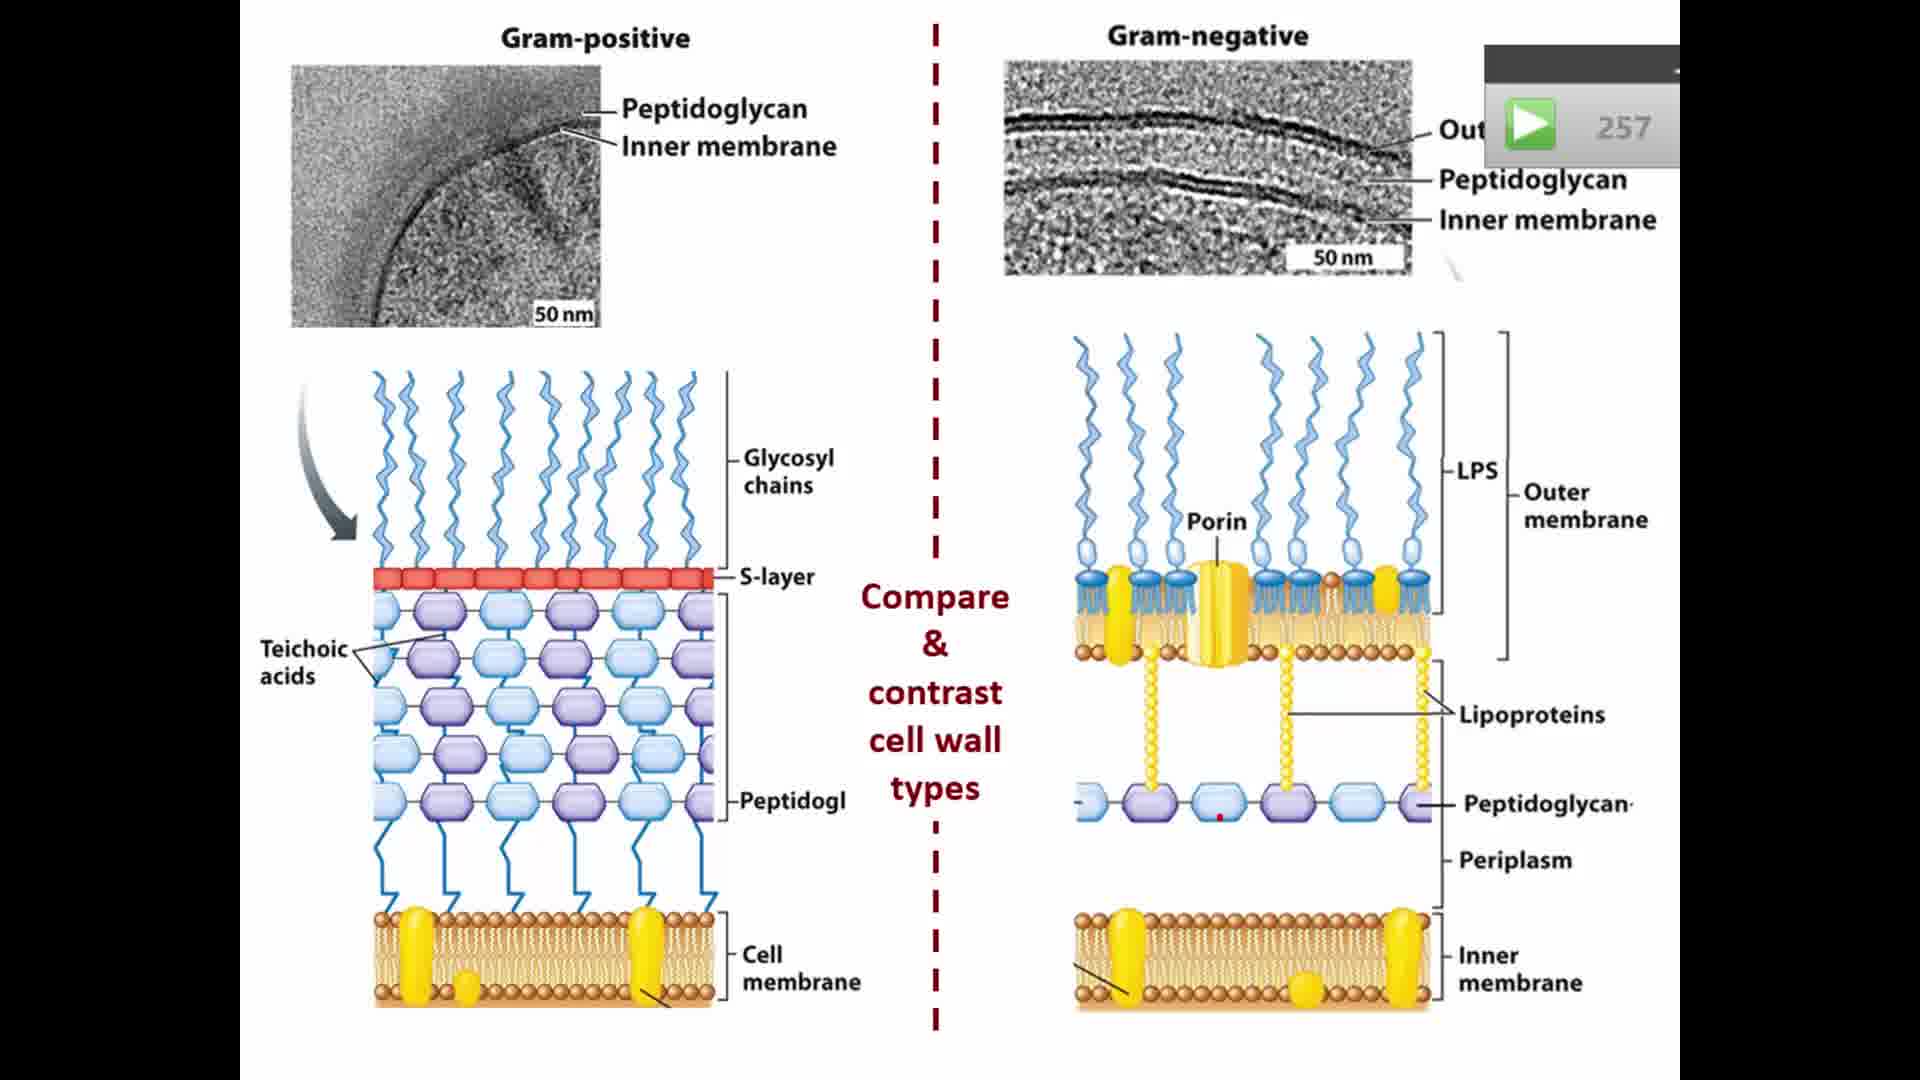 Gram-positive
Peptidoglycan
Inner membrane
50 nm
Glycosyl
chains
S-layer
Teichoic
acids
Peptidogl
Cell
membrane
Compare
&
contrast
cell wall
types
Gram-negative
Out
257
Peptidoglycan
Inner membrane
50 nm
LPS
Outer
membrane
Porin
Lipoproteins
Peptidoglycan
Periplasm
Inner
membrane